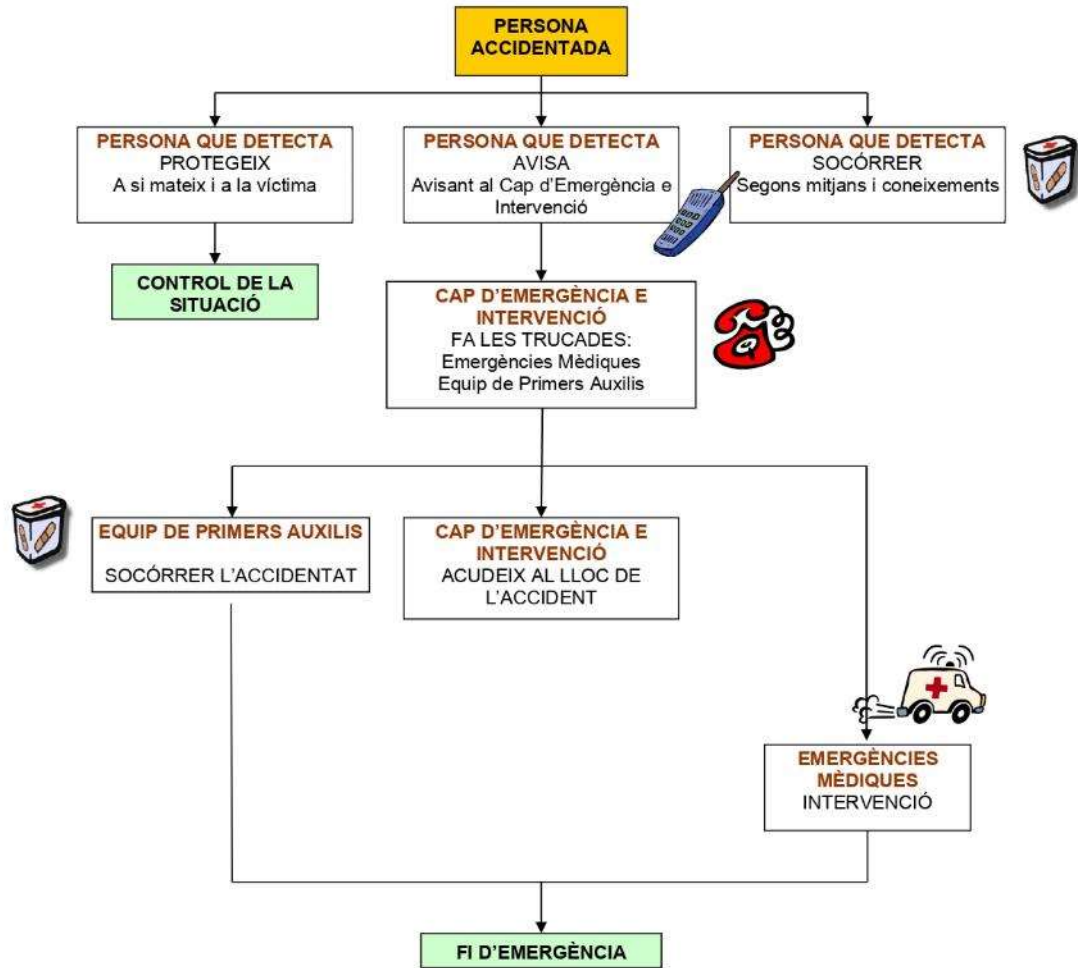 PERSONA
ACCIDENTADA
PERSONA QUE DETECTA
PROTEGEIX
A si mateix i a la víctima
PERSONA QUE DETECTA
AVISA
Avisant al Cap d'Emergència e
Intervenció
PERSONA QUE DETECTA
SOCÓRRER
Segons mitjans i coneixements
CONTROL DE LA
SITUACIÓ
CAP D'EMERGÈNCIA E
INTERVENCIÓ
FA LES TRUCADES:
Emergències Mèdiques
Equip de Primers Auxilis
EQUIP DE PRIMERS AUXILIS
SOCÓRRER L'ACCIDENTAT
CAP D'EMERGÈNCIA E
INTERVENCIÓ
ACUDEIX AL LLOC DE
L'ACCIDENT
EMERGÈNCIES
MÈDIQUES
INTERVENCIÓ
FI D'EMERGÈNCIA